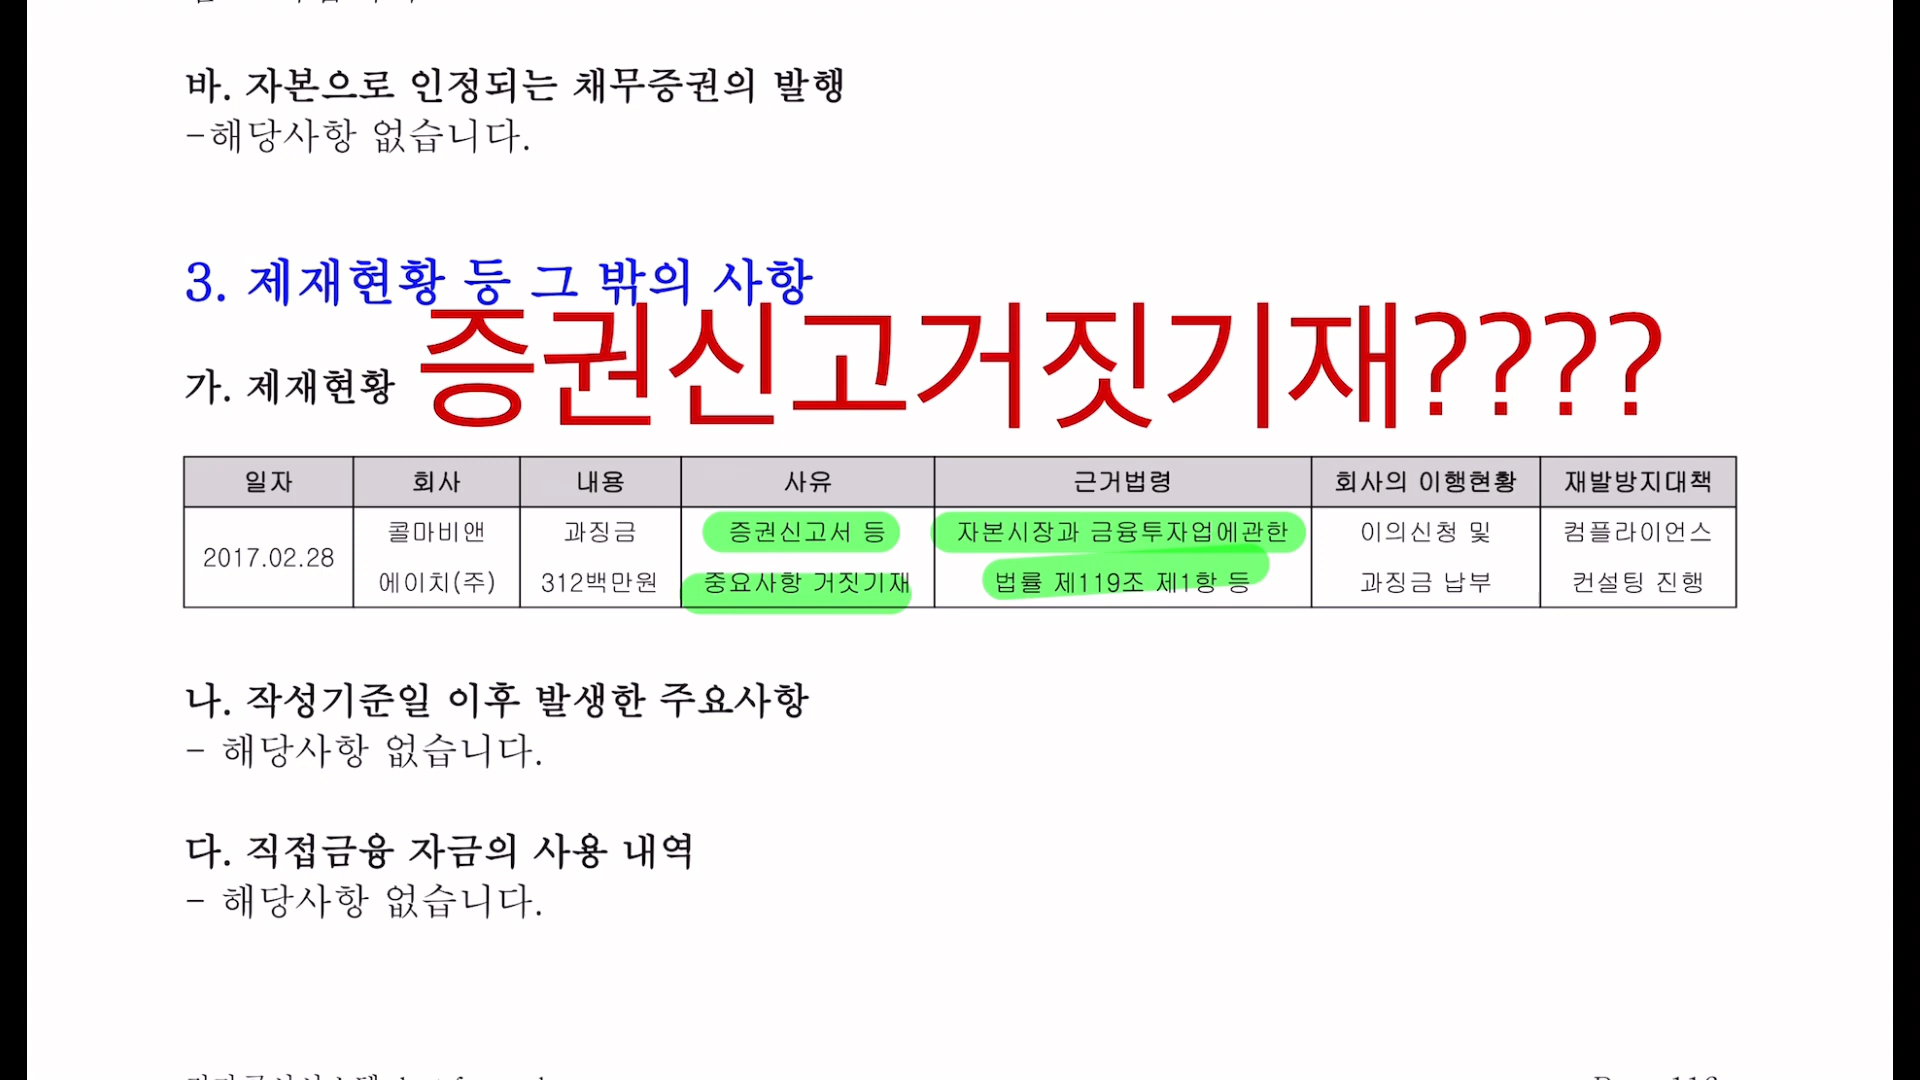 바. 자본으로 인정되는 채무증권의 발행
-해당사항 없습니다.
3. 제재현황 등 그 밖의 사항
증권신고거짓기재????
가. 제재현황
일자 회사 내용 사유 근거법령 회사의 이행현황 재발방지대책
2017.02.28
콜마비앤 과징금 증권신고서 등 자본시장과 금융투자업에관한 이의신청 및 컴플라이언스
에이치(주) 312백만원 중요사항 거짓기재 법률 제119조 제1항 등 과징금 납부 컨설팅 진행
나. 작성기준일 이후 발생한 주요사항
- 해당사항 없습니다.
다. 직접금융 자금의 사용 내역
- 해당사항 없습니다.